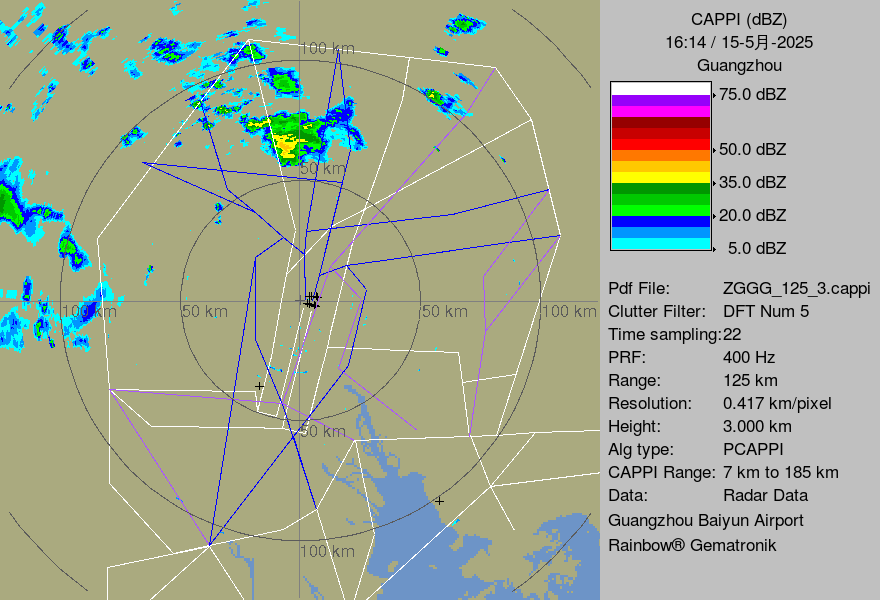 CAPPI (dBZ)
16:14 / 15-5月-2025
Guangzhou
75.0 dBZ
50.0 dBZ
35.0 dBZ
20.0 dBZ
5.0 dBZ
Pdf File: ZGGG_125_3.cappi
Clutter Filter: DFT Num 5
Time sampling:22
PRF: 400 Hz
Range: 125 km
Resolution: 0.417 km/pixel
Height: 3.000 km
Alg type: PCAPPI
CAPPI Range: 7 km to 185 km
Data: Radar Data
Guangzhou Baiyun Airport
Rainbow® Gematronik
100 km
50 km
100 km
50 km
50 km
100 km
50 km
100 km